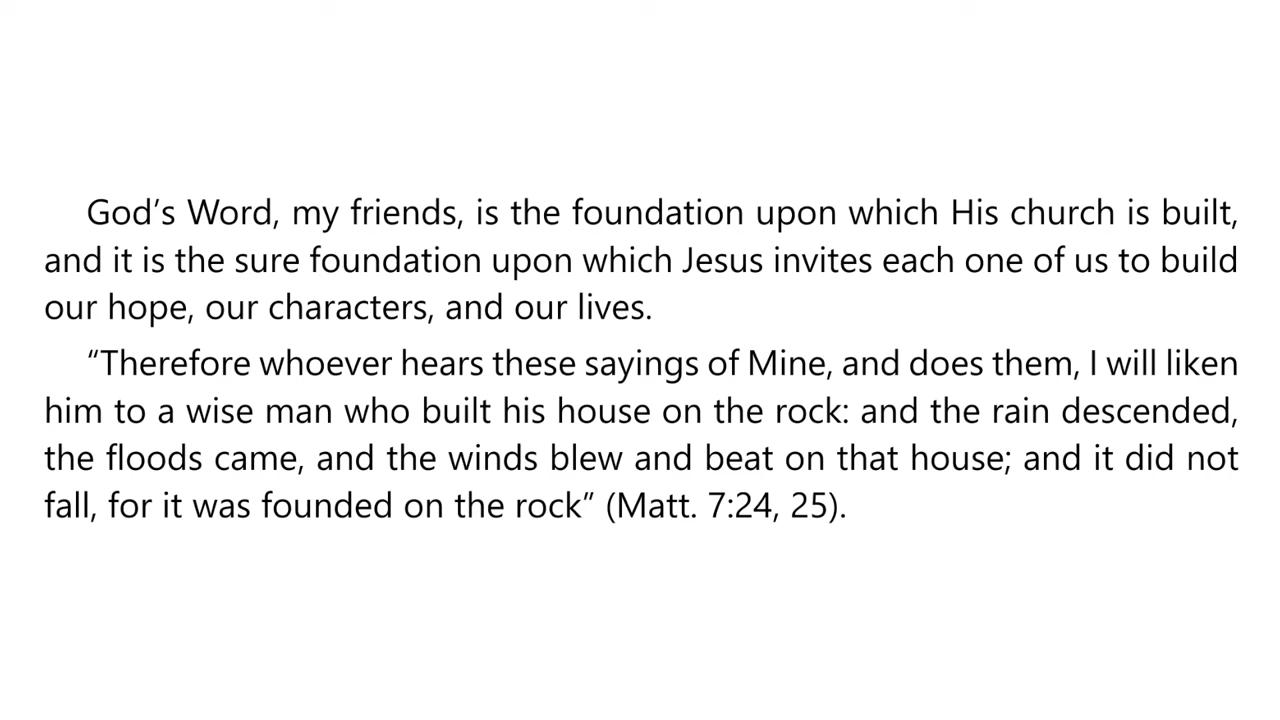 God’s Word, my friends, is the foundation upon which His church is built,
and it is the sure foundation upon which Jesus invites each one of us to build
our hope, our characters, and our lives.
“Therefore whoever hears these sayings of Mine, and does them, I will liken
him to a wise man who built his house on the rock: and the rain descended,
the floods came, and the winds blew and beat on that house; and it did not
fall, for it was founded on the rock” (Matt. 7:24, 25).